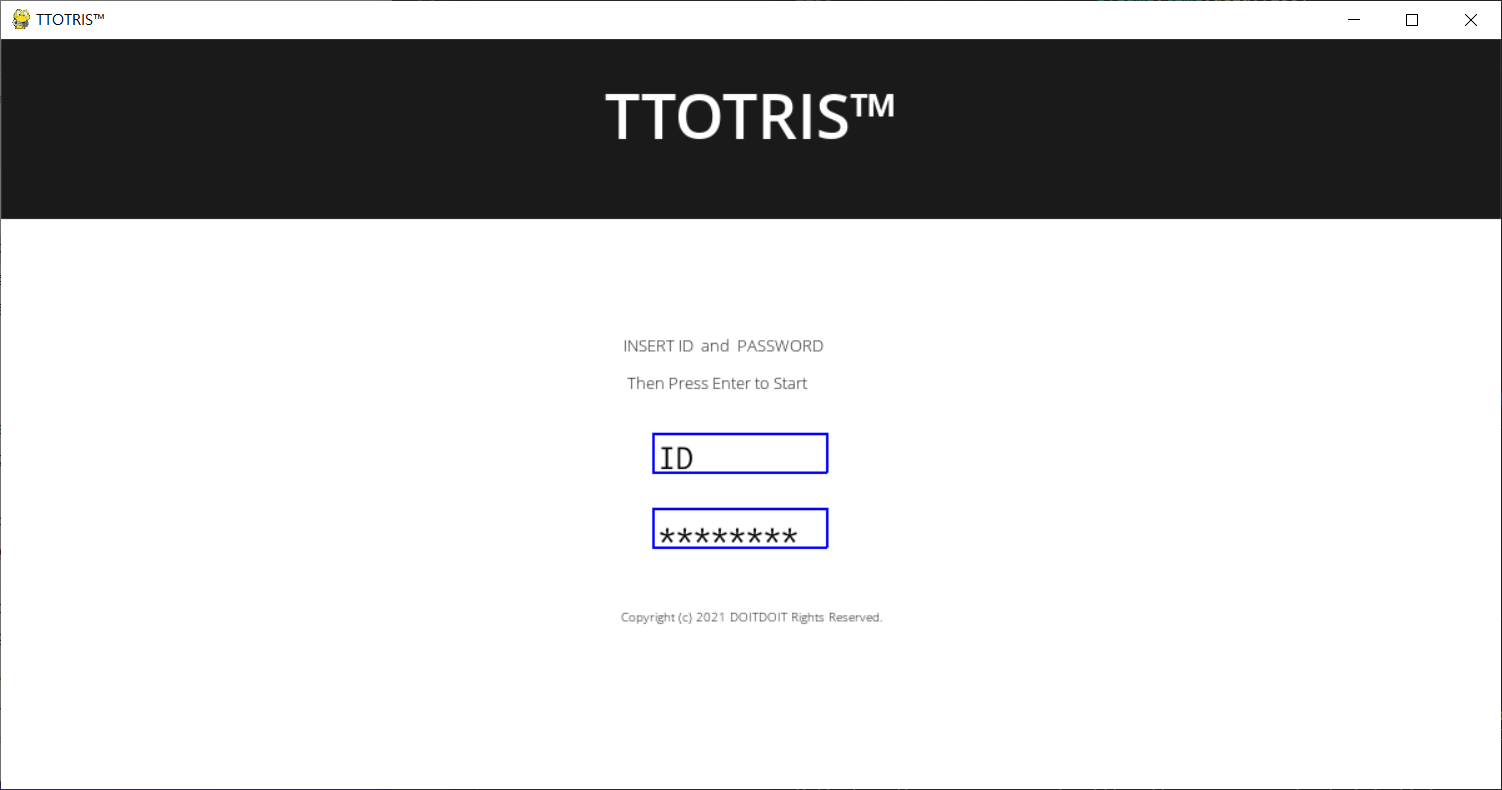 TTOTRIS™
TTOTRIS™
INSERT ID and PASSWORD
Then Press Enter to Start
ID
********
Copyright (c) 2021 DOITDOIT Rights Reserved.